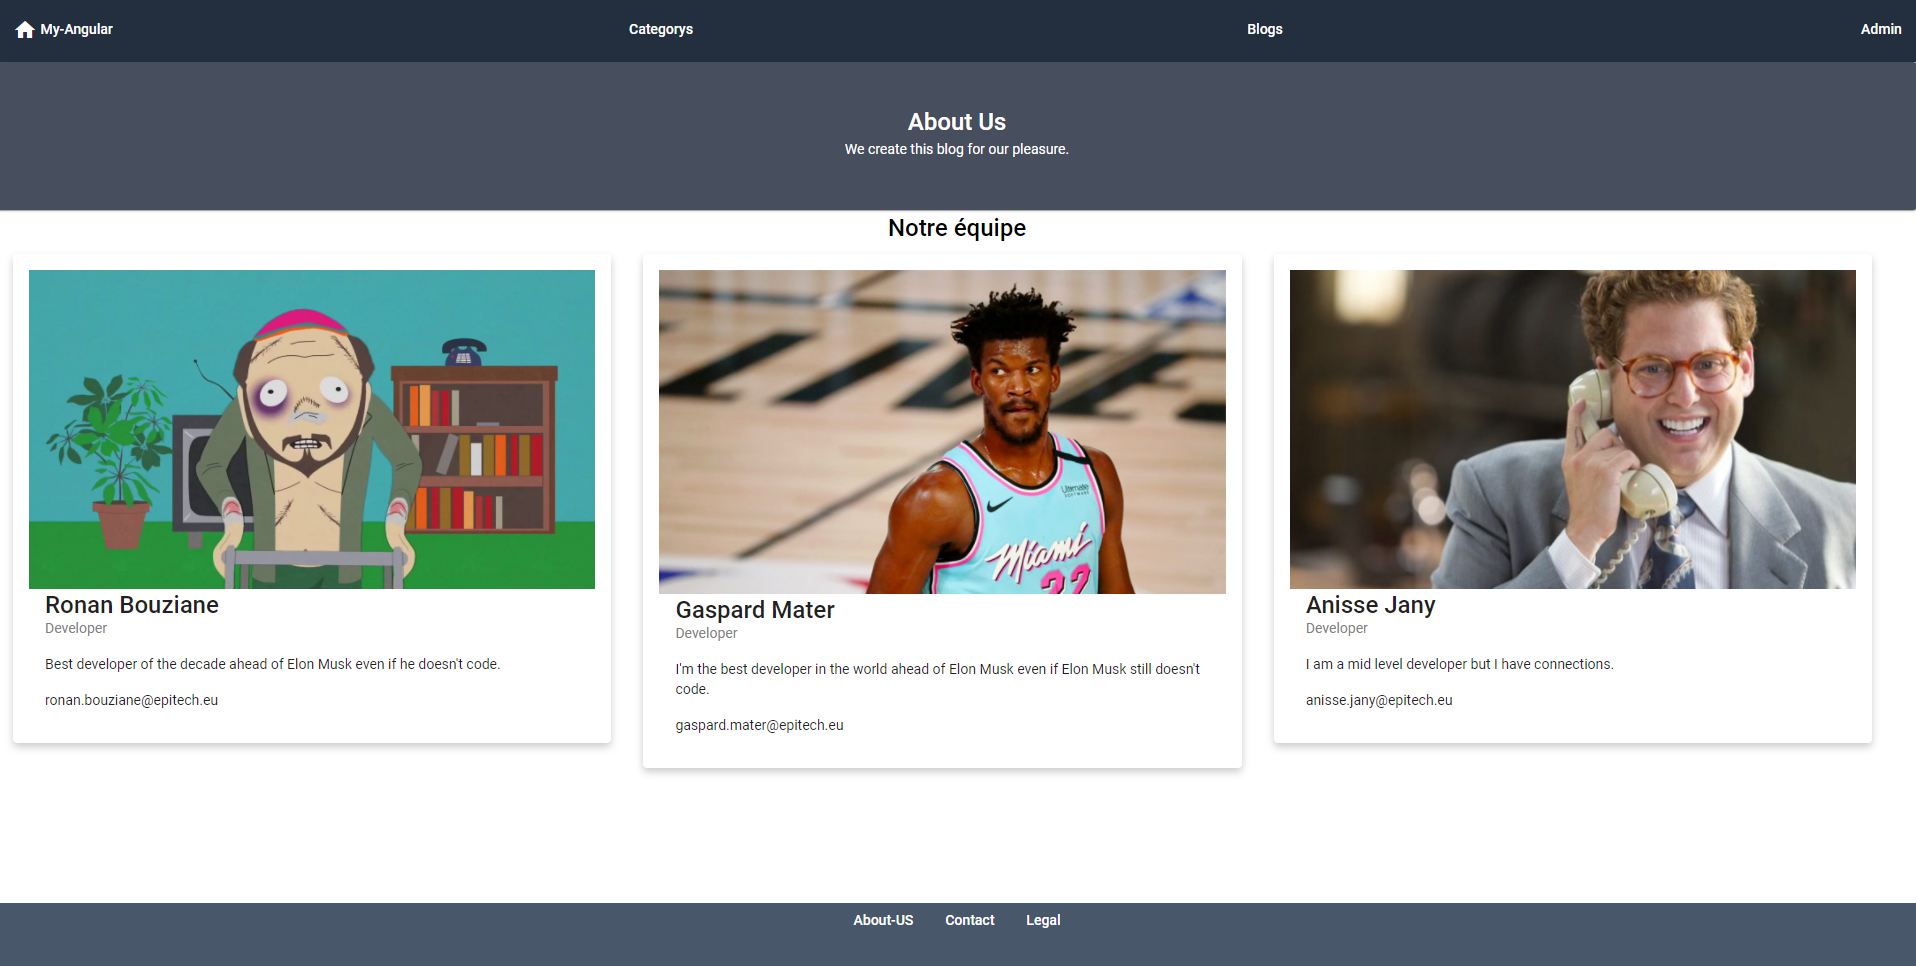 My-Angular
Categorys
Blogs
Admin
About Us
We create this blog for our pleasure.
Notre équipe
Ultimate
SOFTWARE
Miami
22
Ronan Bouziane
Developer
Best developer of the decade ahead of Elon Musk even if he doesn't code.
ronan.bouziane@epitech.eu
Gaspard Mater
Developer
I'm the best developer in the world ahead of Elon Musk even if Elon Musk still doesn't
code.
gaspard.mater@epitech.eu
Anisse Jany
Developer
I am a mid level developer but I have connections.
anisse.jany@epitech.eu
About-US
Contact
Legal